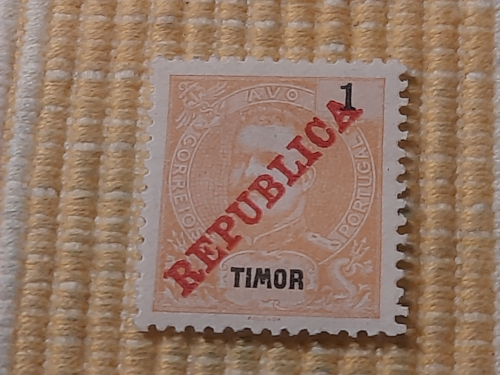 1
AVO
CORREIOS
PORTUGAL
REPUBLICA
TIMOR